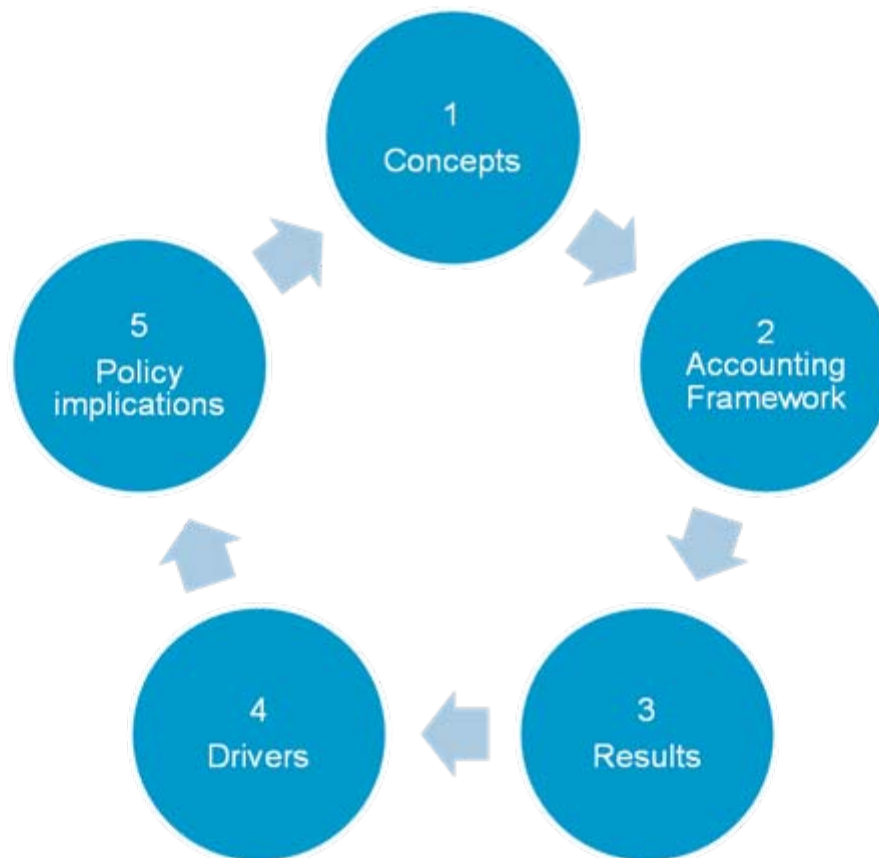 1
Concepts
2
Accounting
Framework
3
Results
4
Drivers
5
Policy
implications